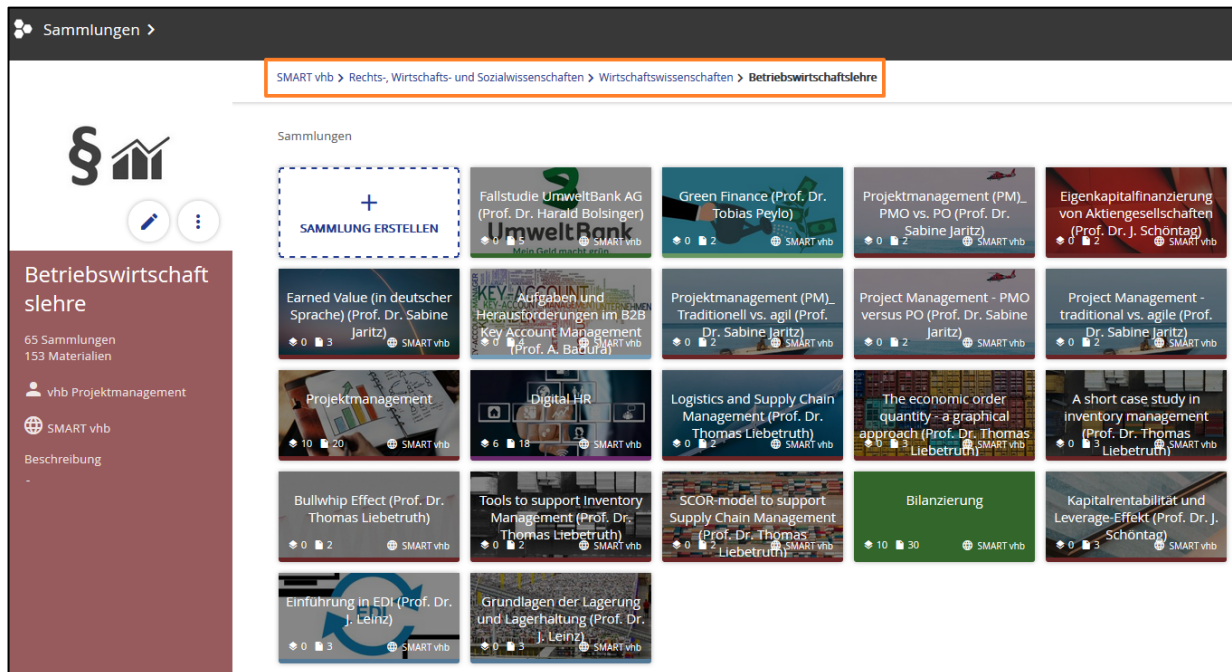 Sammlungen >
SMART vhb > Rechts-, Wirtschafts- und Sozialwissenschaften > Wirtschaftswissenschaften > Betriebswirtschaftslehre
§
Betriebswirtschaft
slehre
65 Sammlungen
153 Materialien
vhb Projektmanagement
SMART vhb
Beschreibung
-
Sammlungen
+
SAMMLUNG ERSTELLEN
Fallstudie UmweltBank AG
(Prof. Dr. Harald Bolsinger)
UmweltBank
Mein Geld macht grün
0 5 SMART vhb
Green Finance (Prof. Dr.
Tobias Peylo)
0 2 SMART vhb
Projektmanagement (PM)_
PMO vs. PO (Prof. Dr.
Sabine Jaritz)
0 2 SMART vhb
Eigenkapitalfinanzierung
von Aktiengesellschaften
(Prof. Dr. J. Schöntag)
0 2 SMART vhb
Earned Value (in deutscher
Sprache) (Prof. Dr. Sabine
Jaritz)
0 3 SMART vhb
KEY-ACCOUNT
Aufgaben und
Herausforderungen im B2B
Key Account Management
(Prof. A. Badura)
0 4 SMART vhb
Projektmanagement (PM)_
Traditionell vs. agil (Prof.
Dr. Sabine Jaritz)
0 2 SMART vhb
Project Management - PMO
versus PO (Prof. Dr. Sabine
Jaritz)
0 2 SMART vhb
Project Management -
traditional vs. agile (Prof.
Dr. Sabine Jaritz)
0 2 SMART vhb
Projektmanagement
10 20 SMART vhb
Digital HR
6 18 SMART vhb
Logistics and Supply Chain
Management (Prof. Dr.
Thomas Liebetruth)
0 2 SMART vhb
The economic order
quantity - a graphical
approach (Prof. Dr. Thomas
Liebetruth)
0 3 SMART vhb
A short case study in
inventory management
(Prof. Dr. Thomas
Liebetruth)
0 3 SMART vhb
Bullwhip Effect (Prof. Dr.
Thomas Liebetruth)
0 2 SMART vhb
Tools to support Inventory
Management (Prof. Dr.
Thomas Liebetruth)
0 2 SMART vhb
SCOR-model to support
Supply Chain Management
(Prof. Dr. Thomas
Liebetruth)
0 2 SMART vhb
Bilanzierung
10 30 SMART vhb
Kapitalrentabilität und
Leverage-Effekt (Prof. Dr. J.
Schöntag)
0 3 SMART vhb
Einführung in EDI (Prof. Dr.
J. Leinz)
EDI
0 3 SMART vhb
Grundlagen der Lagerung
und Lagerhaltung (Prof. Dr.
J. Leinz)
0 3 SMART vhb